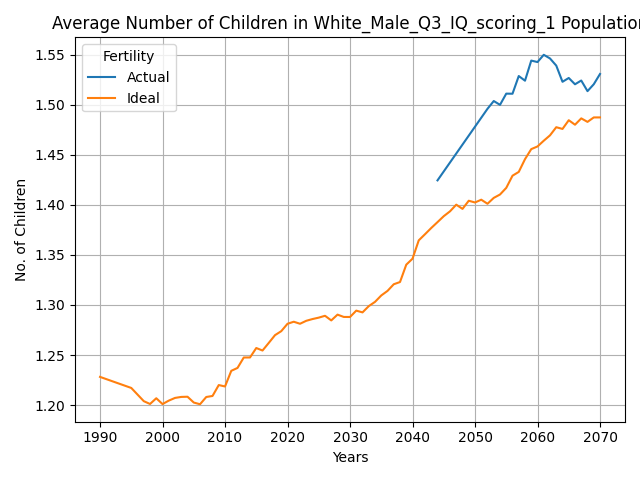 Average Number of Children in White_Male_Q3_IQ_scoring_1 Population
Fertility
Actual
Ideal
No. of Children
1.55
1.50
1.45
1.40
1.35
1.30
1.25
1.20
1990 2000 2010 2020 2030 2040 2050 2060 2070
Years